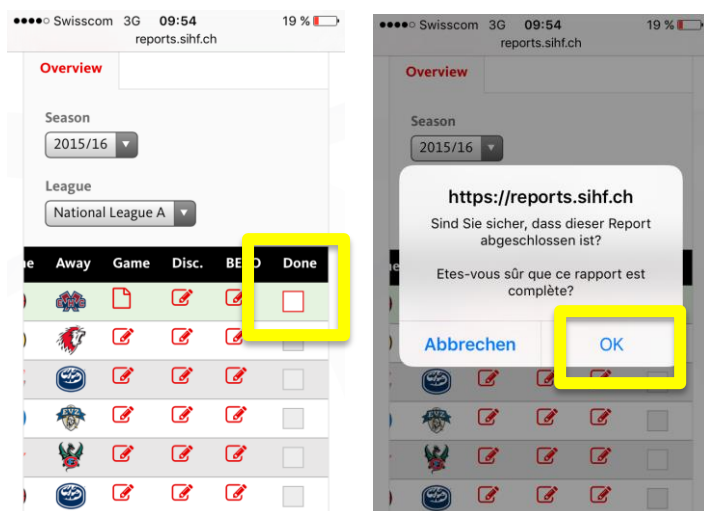 Swisscom 3G 09:54 19 %
reports.sihf.ch
Overview
Season
2015/16
League
National League A
Away Game Disc. Done
EVZ
Swisscom 3G 09:54 19 %
reports.sihf.ch
Overview
Season
2015/16
https://reports.sihf.ch
Sind Sie sicher, dass dieser Report
abgeschlossen ist?
Etes-vous sûr que ce rapport est
complète?
Abbrechen OK